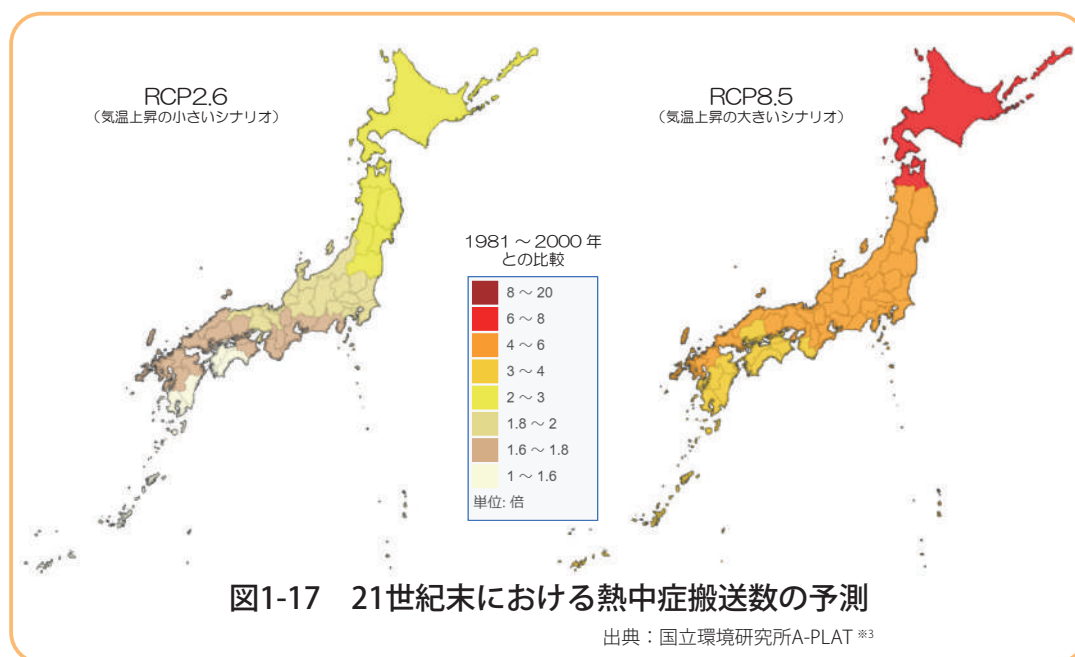 RCP2.6
（気温上昇の小さいシナリオ）
RCP8.5
（気温上昇の大きいシナリオ）
1981 ～ 2000 年
との比較
8 ～ 20
6 ～ 8
4 ～ 6
3 ～ 4
2 ～ 3
1.8 ～ 2
1.6 ～ 1.8
1 ～ 1.6
単位: 倍
図1-17　21世紀末における熱中症搬送数の予測
出典：国立環境研究所A-PLAT ※3